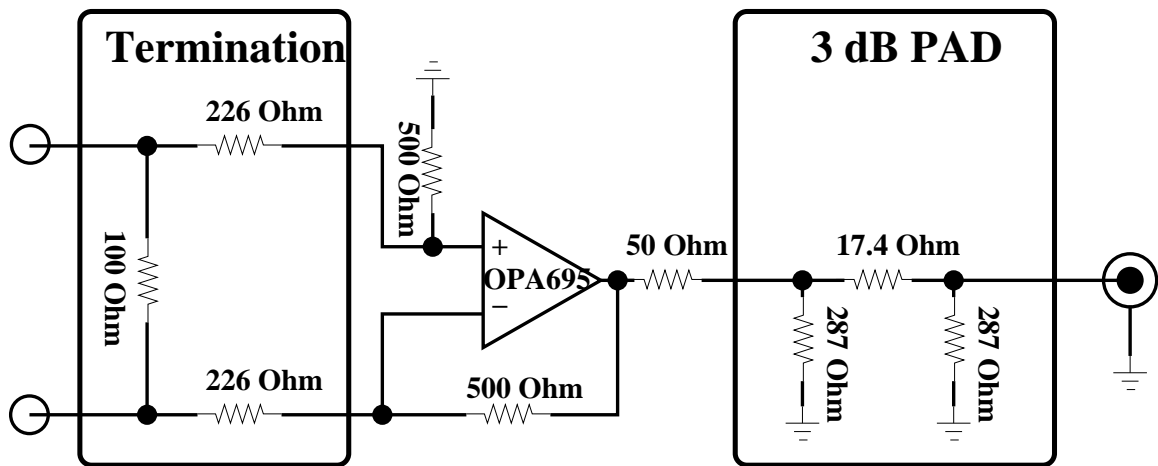 Termination
3 dB PAD
226 Ohm
500 Ohm
100 Ohm
+
OPA695
−
50 Ohm
17.4 Ohm
287 Ohm
287 Ohm
226 Ohm
500 Ohm